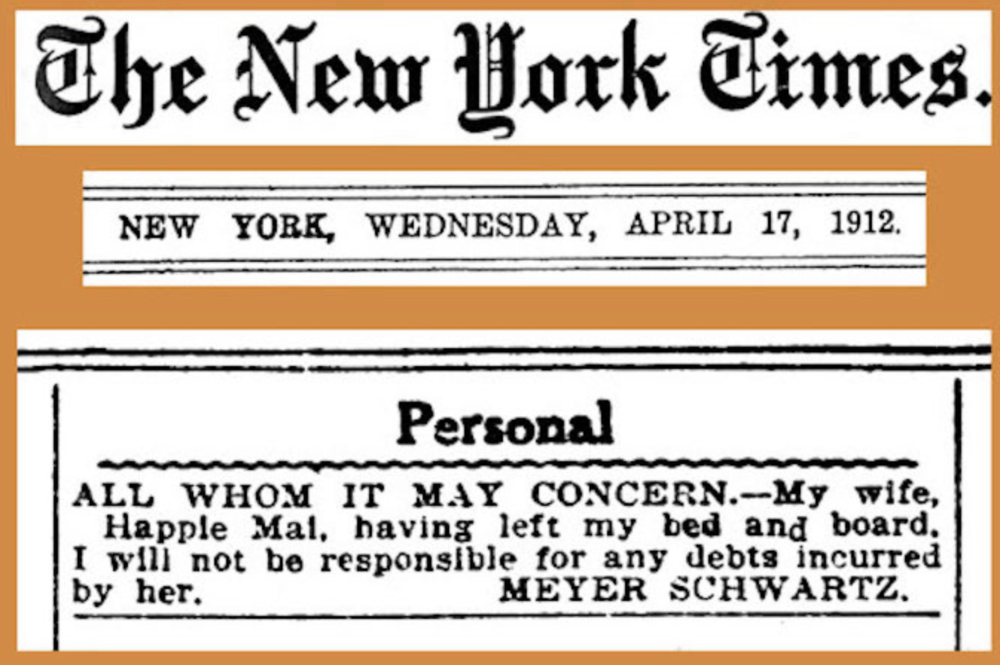 The New York Times.
NEW YORK, WEDNESDAY, APRIL 17, 1912.
Personal
ALL WHOM IT MAY CONCERN.—My wife,
Happie Mai, having left my bed and board,
I will not be responsible for any debts incurred
by her. MEYER SCHWARTZ.